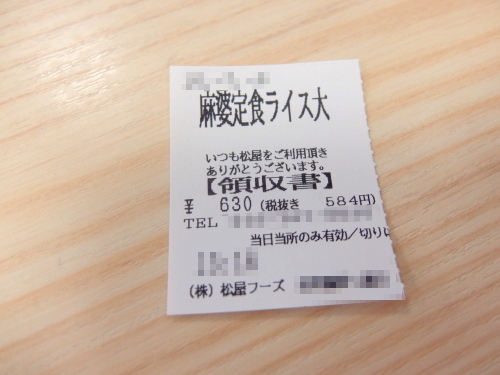 麻婆定食ライス大
いつも松屋をご利用頂き
ありがとうございます。
【領収書】
¥ 630 (税抜き 584円)
TEL
当日当所のみ有効/切り
(株) 松屋フーズ